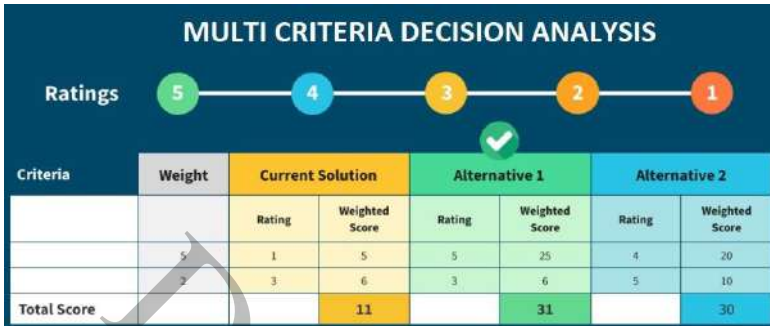 MULTI CRITERIA DECISION ANALYSIS
Ratings 5 4 3 2 1
Criteria Weight Current Solution Alternative 1 Alternative 2
Rating Weighted Score Rating Weighted Score Rating Weighted Score
5 1 5 5 25 4 20
2 3 6 3 6 5 10
Total Score 11 31 30